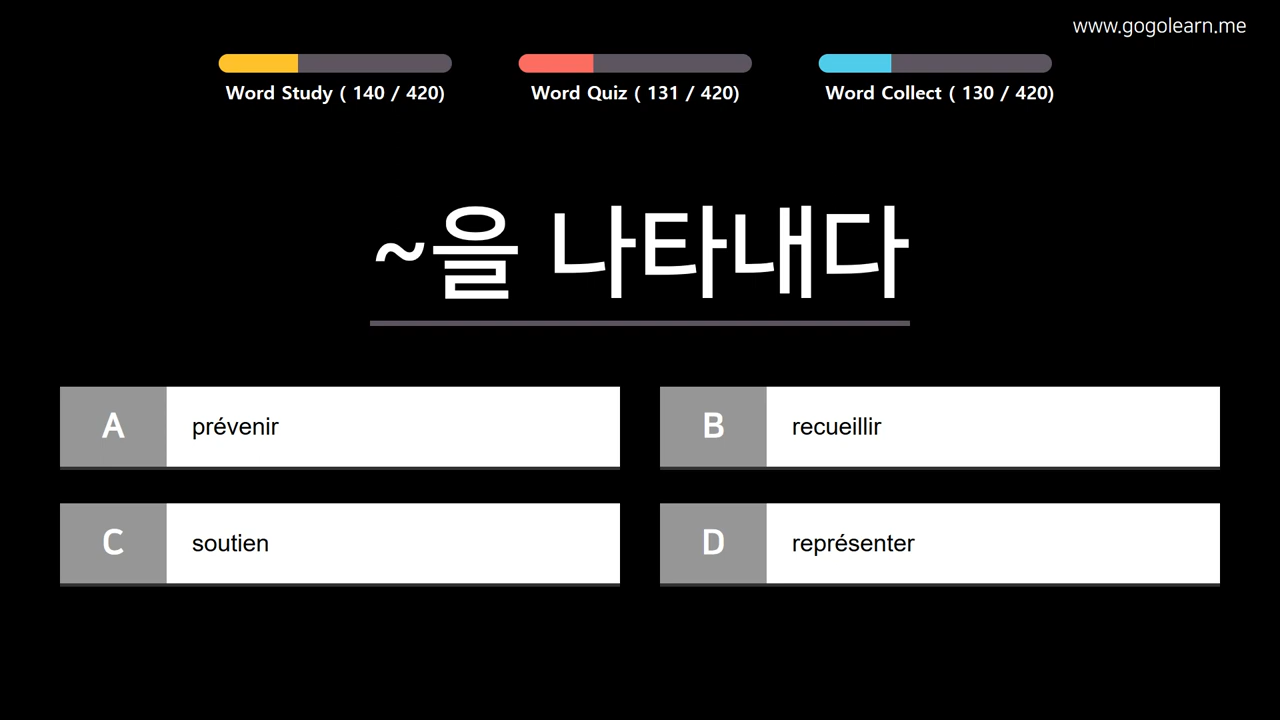 www.gogolearn.me
Word Study ( 140 / 420)
Word Quiz ( 131 / 420)
Word Collect ( 130 / 420)
~을 나타내다
A prévenir
B recueillir
C soutien
D représenter